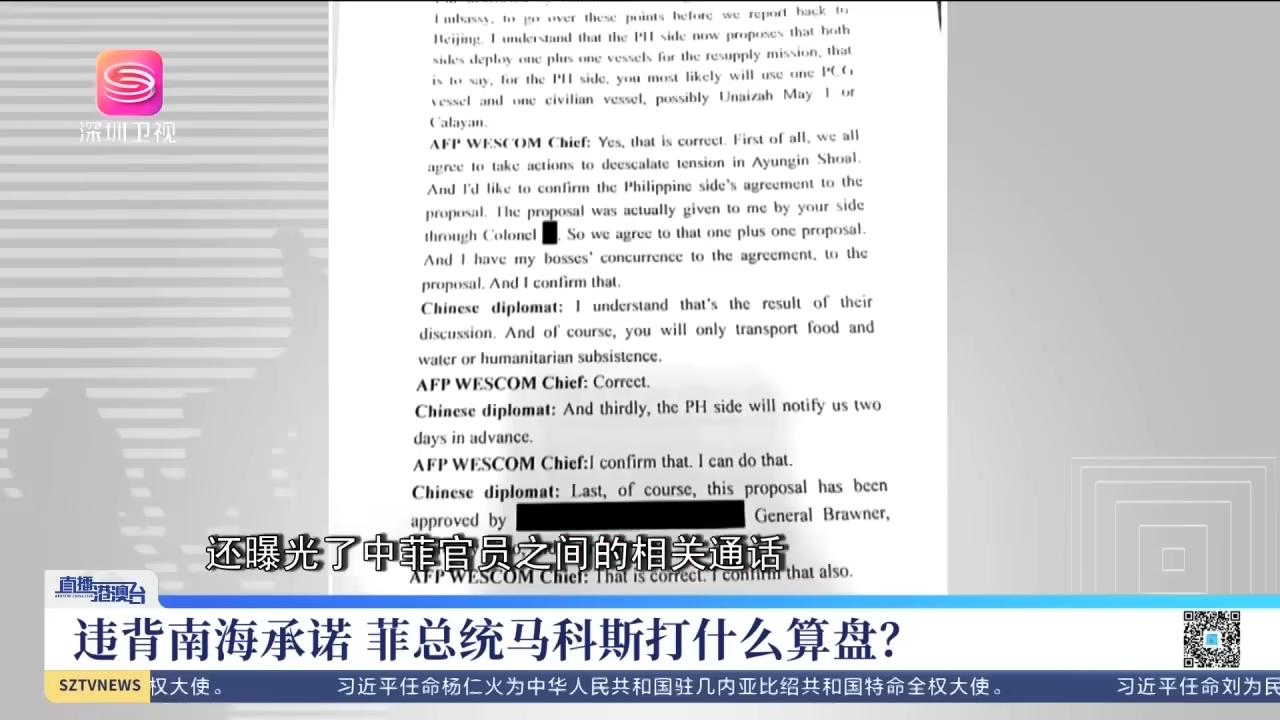 Embassy, to go over these points before we report back to
Beijing. I understand that the PH side now proposes that both
sides deploy one plus one vessels for the resupply mission, that
is to say, for the PH side, you most likely will use one PCG
vessel and one civilian vessel, possibly Unaizah May 1 or
Calayan.
深圳卫视
AFP WESCOM Chief: Yes, that is correct. First of all, we all
agree to take actions to deescalate tension in Ayungin Shoal.
And I'd like to confirm the Philippine side's agreement to the
proposal. The proposal was actually given to me by your side
through Colonel . So we agree to that one plus one proposal.
And I have my bosses' concurrence to the agreement, to the
proposal. And I confirm that.
Chinese diplomat: I understand that's the result of their
discussion. And of course, you will only transport food and
water or humanitarian subsistence.
AFP WESCOM Chief: Correct.
Chinese diplomat: And thirdly, the PH side will notify us two
days in advance.
AFP WESCOM Chief:I confirm that. I can do that.
Chinese diplomat: Last, of course, this proposal has been
approved by General Brawner,
还曝光了中菲官员之间的相关通话
AFP WESCOM Chief: That is correct. I confirm that also.
直播港澳台
违背南海承诺 菲总统马科斯打什么算盘？
SZTVNEWS
权大使。 习近平任命杨仁火为中华人民共和国驻几内亚比绍共和国特命全权大使。 习近平任命刘为民